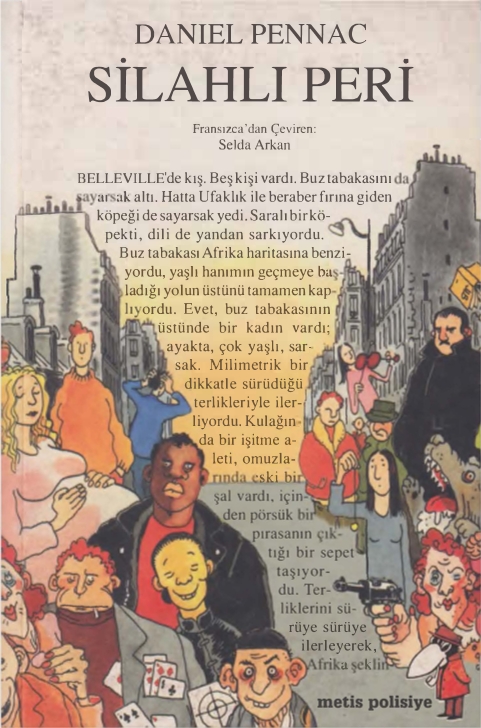 DANIEL PENNAC
SİLAHLI PERİ
Fransızca'dan Çeviren:
Selda Arkan
BELLEVILLE'de kış. Beş kişi vardı. Buz tabakasını da
sayarsak altı. Hatta Ufaklık ile beraber fırına giden
köpeği de sayarsak yedi. Saralı bir kö-
pekti, dili de yandan sarkıyordu.
Buz tabakası Afrika haritasına benzi-
yordu, yaşlı hanımın geçmeye baş-
ladığı yolun üstünü tamamen kap-
lıyordu. Evet, buz tabakasının
üstünde bir kadın vardı;
ayakta, çok yaşlı, sar-
sak. Milimetrik bir
dikkatle sürüdüğü
terlikleriyle iler-
liyordu. Kulağın-
da bir işitme a-
leti, omuzla-
rında eski bir
şal vardı, için-
den pörsük bir
pırasanın çık-
tığı bir sepet
taşıyor-
du. Ter-
liklerini sü-
rüye sürüye
ilerleyerek,
Afrika şeklin-
metis polisiye